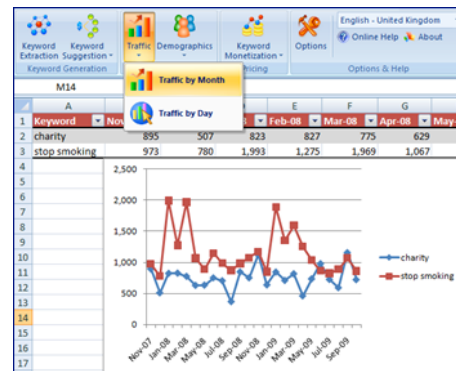 English - United Kingdom
Keyword Extraction
Keyword Suggestion
Traffic
Demographics
Keyword Monetization
Options
Online Help
About
Keyword Generation
Pricing
Options & Help
Traffic by Month
Traffic by Day
M14
A E F G
1 Keyword Nov Feb-08 Mar-08 Apr-08 May-
2 charity 895 507 823 827 775 629
3 stop smoking 973 780 1,993 1,275 1,969 1,067
4
5
6
7
8
9
10
11
12
13
14
15
16
17
2,500
2,000
1,500
1,000
500
0
Nov-07 Jan-08 Mar-08 May-08 Jul-08 Sep-08 Nov-08 Jan-09 Mar-09 May-09 Jul-09 Sep-09
charity
stop smoking